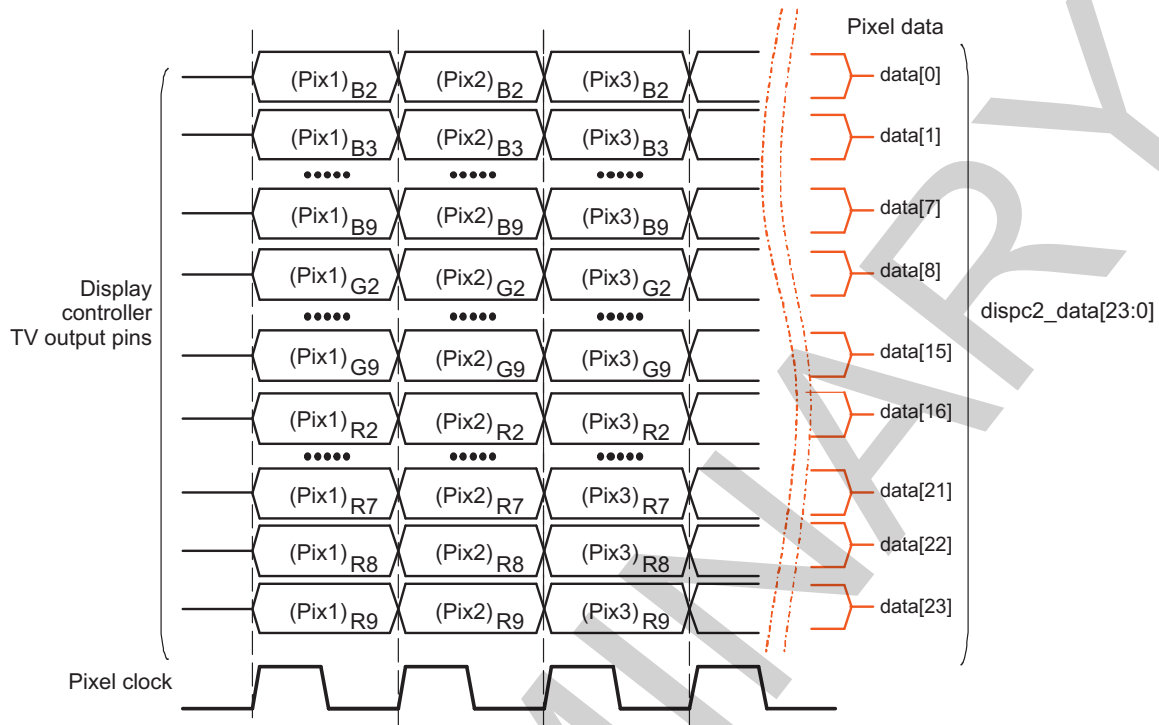 Pixel data
(Pix1)B2 (Pix2)B2 (Pix3)B2 data[0]
(Pix1)B3 (Pix2)B3 (Pix3)B3 data[1]
(Pix1)B9 (Pix2)B9 (Pix3)B9 data[7]
(Pix1)G2 (Pix2)G2 (Pix3)G2 data[8]
Display
controller
TV output pins
dispc2_data[23:0]
(Pix1)G9 (Pix2)G9 (Pix3)G9 data[15]
(Pix1)R2 (Pix2)R2 (Pix3)R2 data[16]
(Pix1)R7 (Pix2)R7 (Pix3)R7 data[21]
(Pix1)R8 (Pix2)R8 (Pix3)R8 data[22]
(Pix1)R9 (Pix2)R9 (Pix3)R9 data[23]
Pixel clock
MINARY